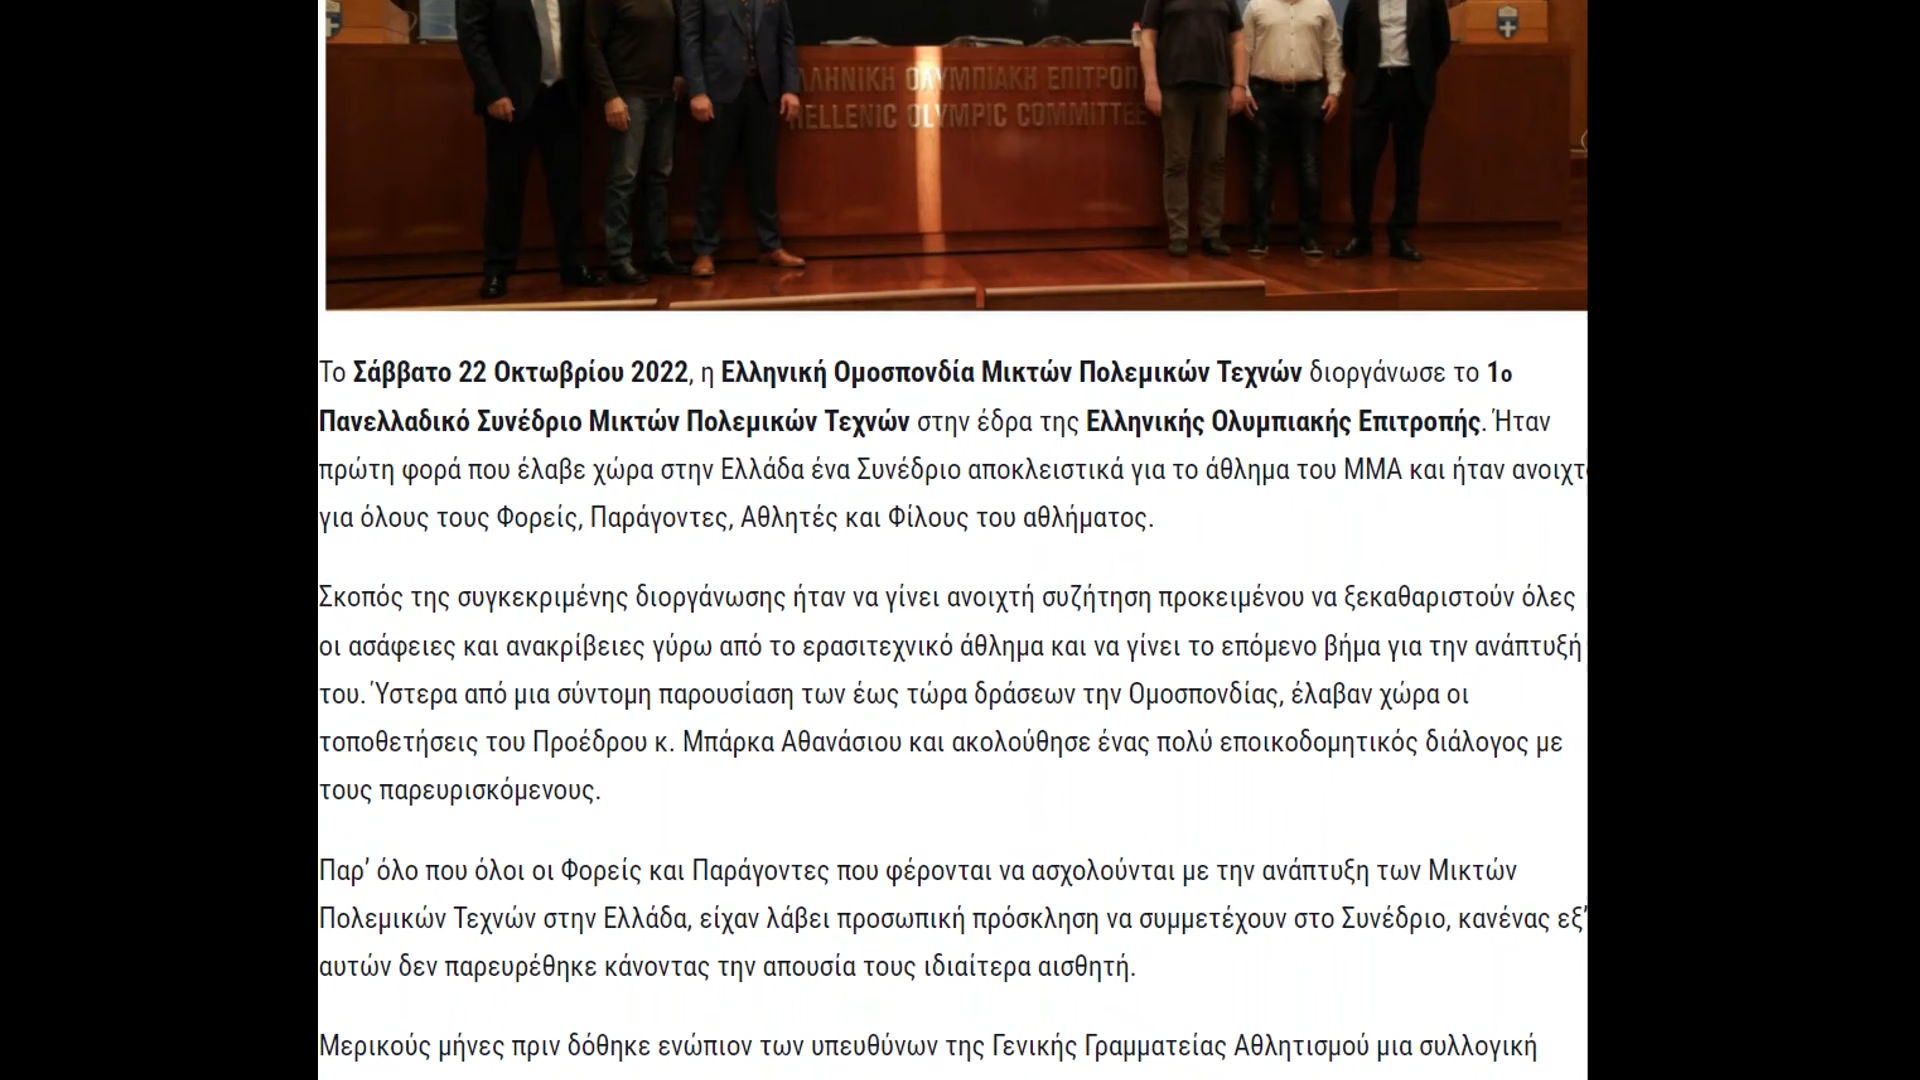 ΛΗΝΙΚΗ ΟΛΥΜΠΙΑΚΗ ΕΠΙΤΡΟΠ
HELLENIC OLYMPIC COMMITTEE
Το Σάββατο 22 Οκτωβρίου 2022, η Ελληνική Ομοσπονδία Μικτών Πολεμικών Τεχνών διοργάνωσε το 1ο
Πανελλαδικό Συνέδριο Μικτών Πολεμικών Τεχνών στην έδρα της Ελληνικής Ολυμπιακής Επιτροπής. Ήταν
πρώτη φορά που έλαβε χώρα στην Ελλάδα ένα Συνέδριο αποκλειστικά για το άθλημα του ΜΜΑ και ήταν ανοιχτ
για όλους τους Φορείς, Παράγοντες, Αθλητές και Φίλους του αθλήματος.
Σκοπός της συγκεκριμένης διοργάνωσης ήταν να γίνει ανοιχτή συζήτηση προκειμένου να ξεκαθαριστούν όλες
οι ασάφειες και ανακρίβειες γύρω από το ερασιτεχνικό άθλημα και να γίνει το επόμενο βήμα για την ανάπτυξή
του. Ύστερα από μια σύντομη παρουσίαση των έως τώρα δράσεων την Ομοσπονδίας, έλαβαν χώρα οι
τοποθετήσεις του Προέδρου κ. Μπάρκα Αθανάσιου και ακολούθησε ένας πολύ εποικοδομητικός διάλογος με
τους παρευρισκόμενους.
Παρ’ όλο που όλοι οι Φορείς και Παράγοντες που φέρονται να ασχολούνται με την ανάπτυξη των Μικτών
Πολεμικών Τεχνών στην Ελλάδα, είχαν λάβει προσωπική πρόσκληση να συμμετέχουν στο Συνέδριο, κανένας εξ’
αυτών δεν παρευρέθηκε κάνοντας την απουσία τους ιδιαίτερα αισθητή.
Μερικούς μήνες πριν δόθηκε ενώπιον των υπευθύνων της Γενικής Γραμματείας Αθλητισμού μια συλλογική